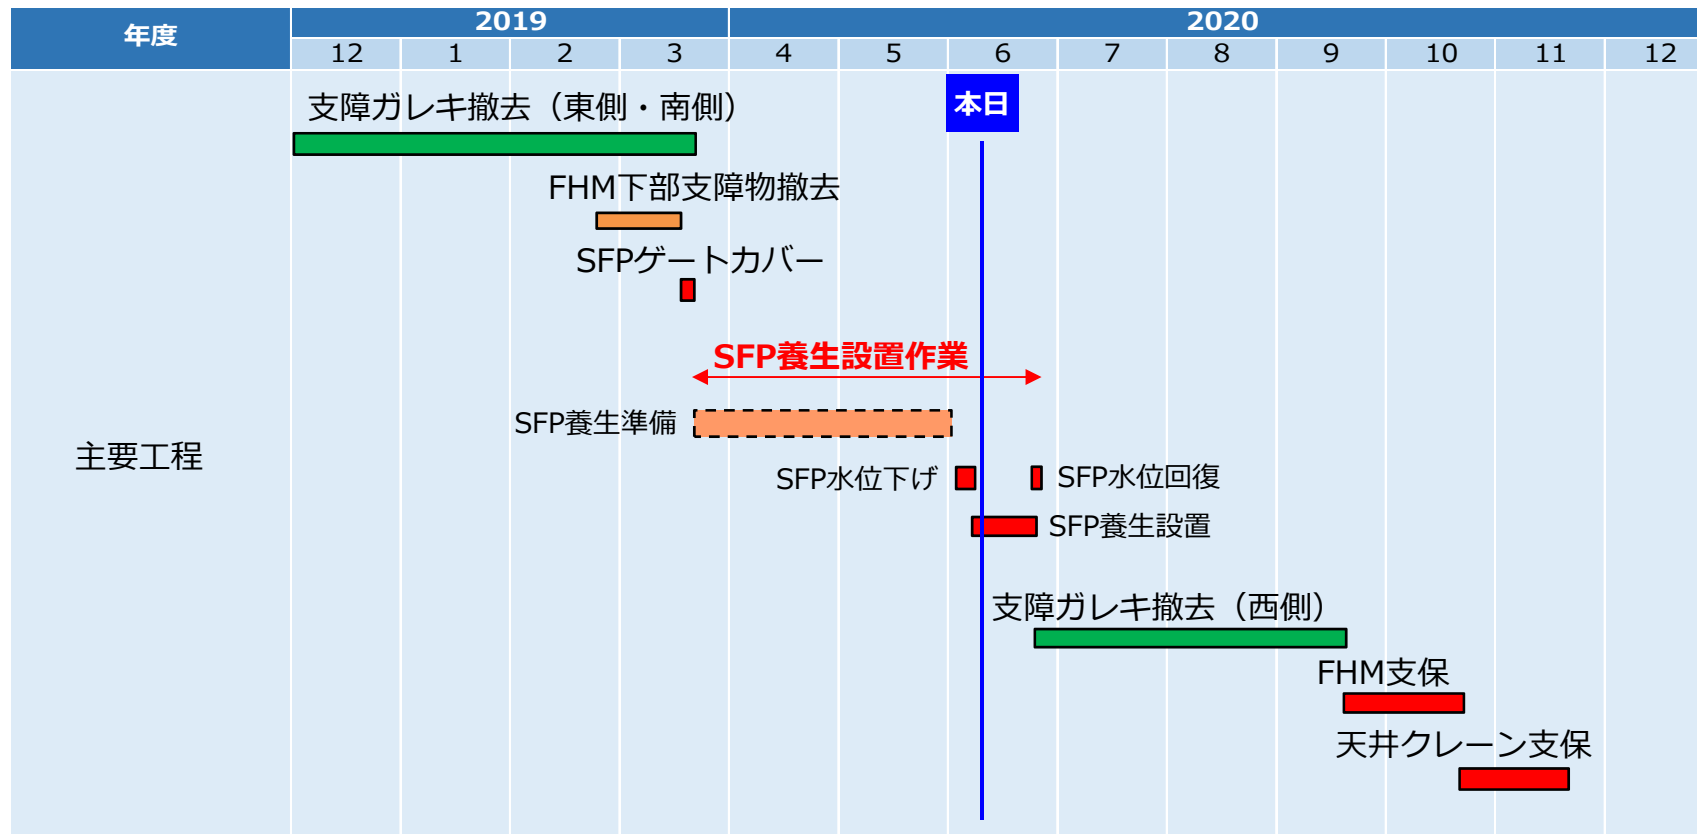 年度
2019
2020
12 1 2 3 4 5 6 7 8 9 10 11 12
本日
支障ガレキ撤去（東側・南側）
FHM下部支障物撤去
SFPゲートカバー
SFP養生設置作業
SFP養生準備
主要工程
SFP水位下げ
SFP水位回復
SFP養生設置
支障ガレキ撤去（西側）
FHM支保
天井クレーン支保